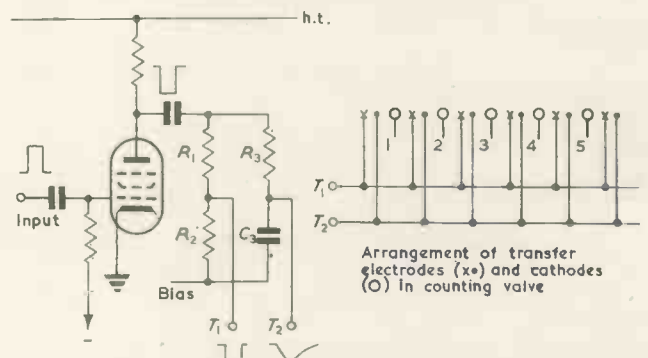 h.t.
R1
R3
R2
C3
Input
Bias
T1
T2
x x x x x x
1 2 3 4 5
T1
T2
Arrangement of transfer
electrodes (x•) and cathodes
(O) in counting valve